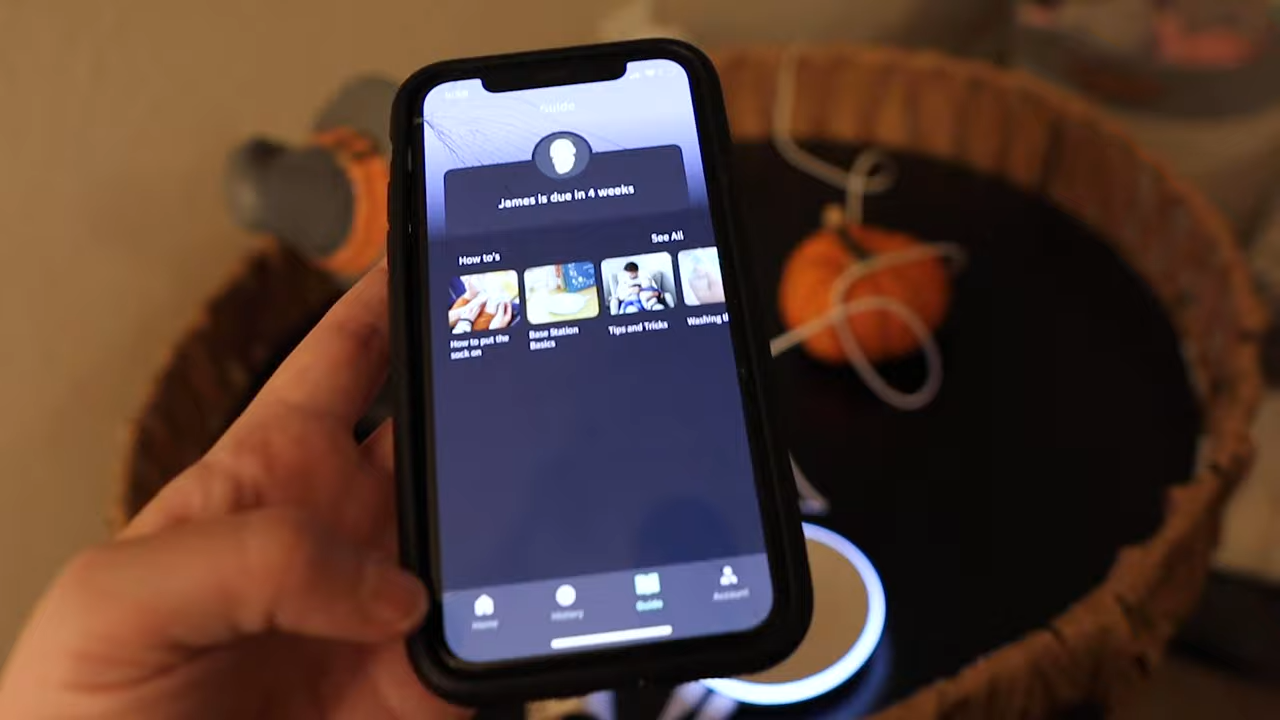 Guide
James is due in 4 weeks
How to's
See All
How to put the
sock on
Base Station
Basics
Tips and Tricks
Washing
Home
History
Guide
Account